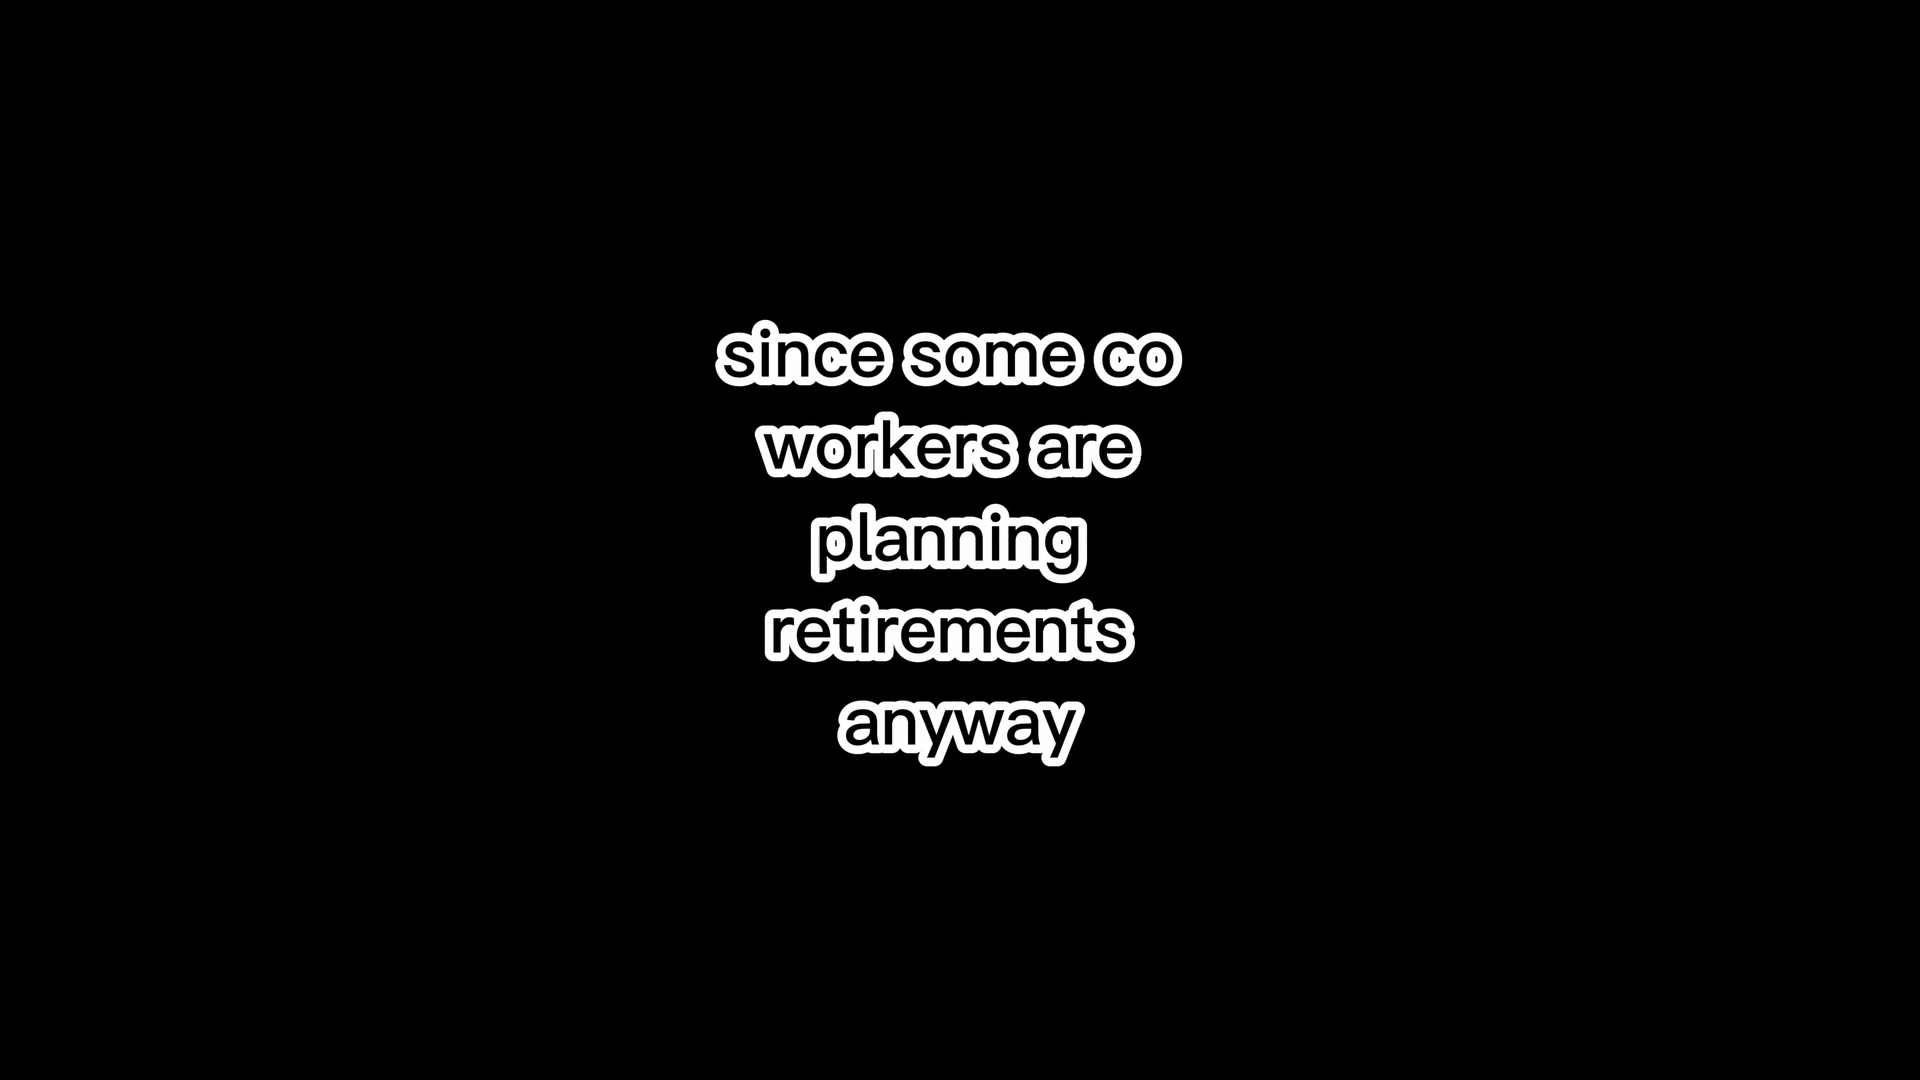 since some co
workers are
planning
retirements
anyway